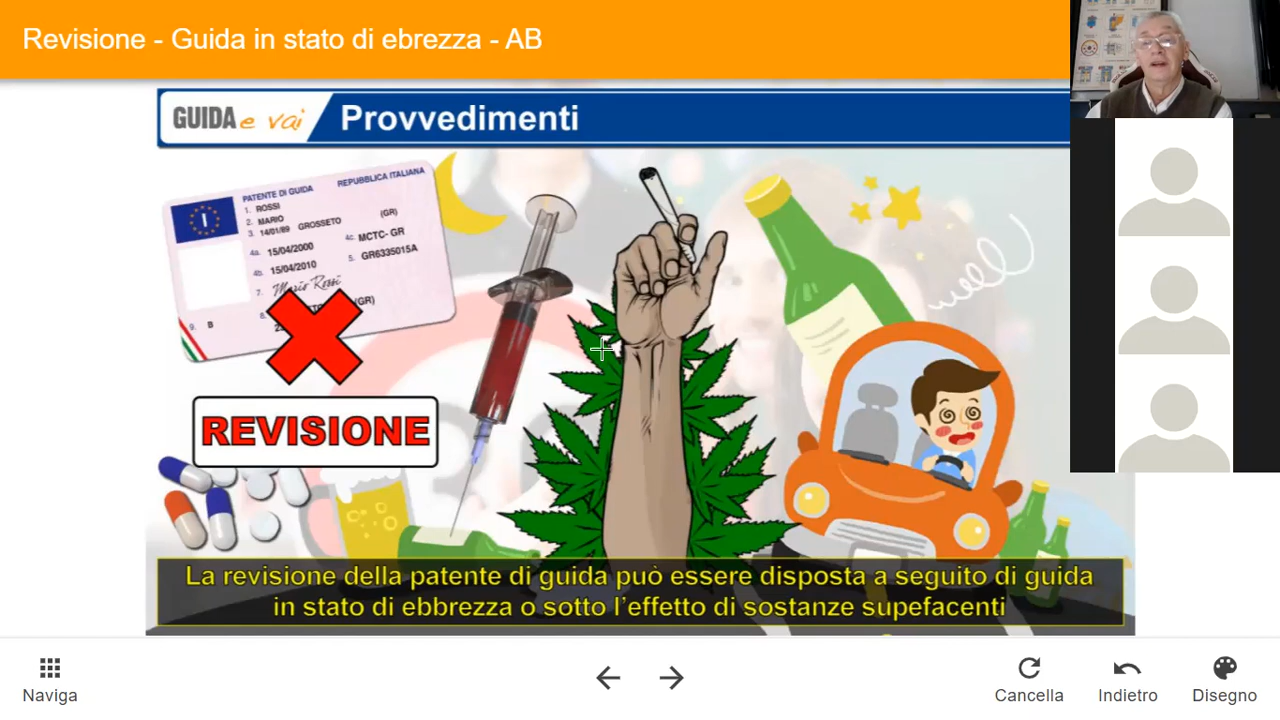 Revisione - Guida in stato di ebrezza - AB
GUIDA e vai
Provvedimenti
PATENTE DI GUIDA REPUBBLICA ITALIANA
1. ROSSI
2. MARIO
3. 14/01/89 GROSSETO (GR)
4a. 15/04/2000 4c. MCTC- GR
4b. 15/04/2010 5. GR6335015A
7. Mario Rossi
8. (GR)
9. B
I
REVISIONE
La revisione della patente di guida può essere disposta a seguito di guida
in stato di ebbrezza o sotto l'effetto di sostanze supefacenti
Naviga
Cancella
Indietro
Disegno